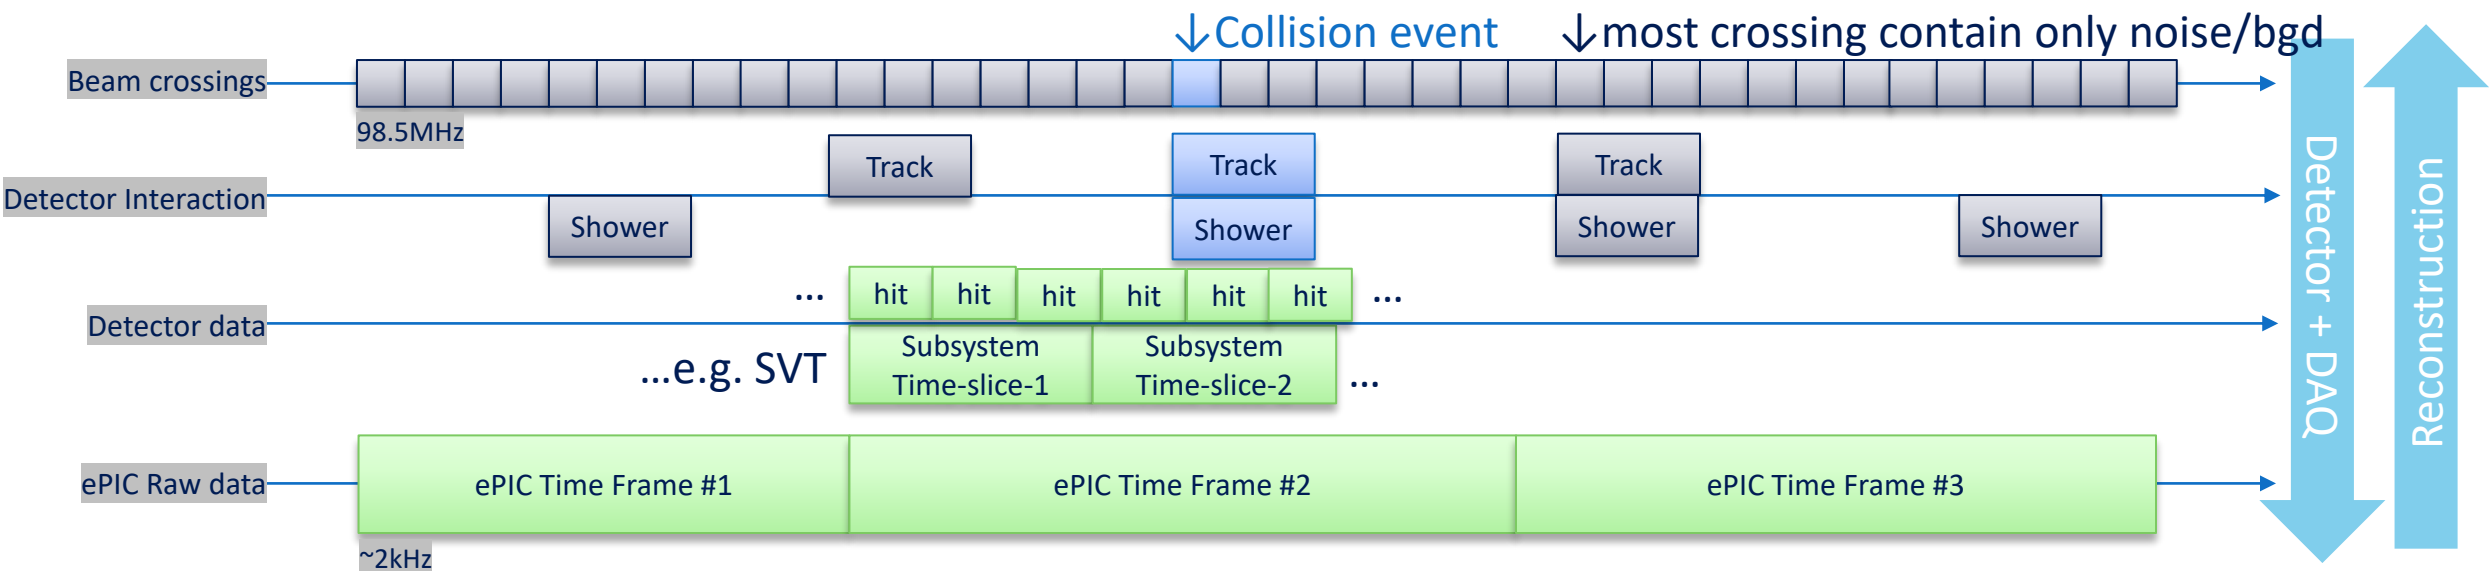 ↓Collision event
↓most crossing contain only noise/bgd
Beam crossings
98.5MHz
Detector Interaction
Track
Track
Track
Shower
Shower
Shower
Shower
Detector data
... hit hit hit hit hit hit ...
...e.g. SVT
Subsystem
Time-slice-1
Subsystem
Time-slice-2
...
ePIC Raw data
ePIC Time Frame #1
ePIC Time Frame #2
ePIC Time Frame #3
~2kHz
Detector + DAQ
Reconstruction